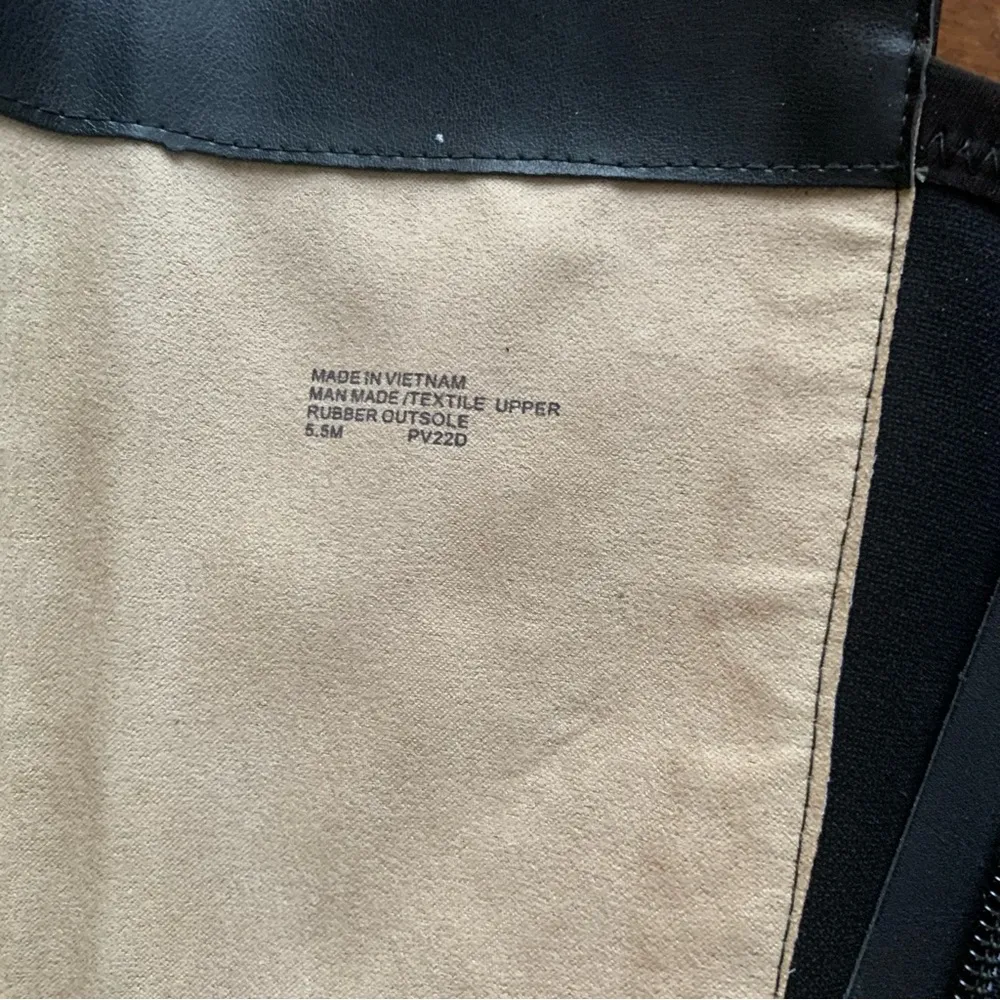 MADE IN VIETNAM
MAN MADE /TEXTILE UPPER
RUBBER OUTSOLE
5.5M PV22D